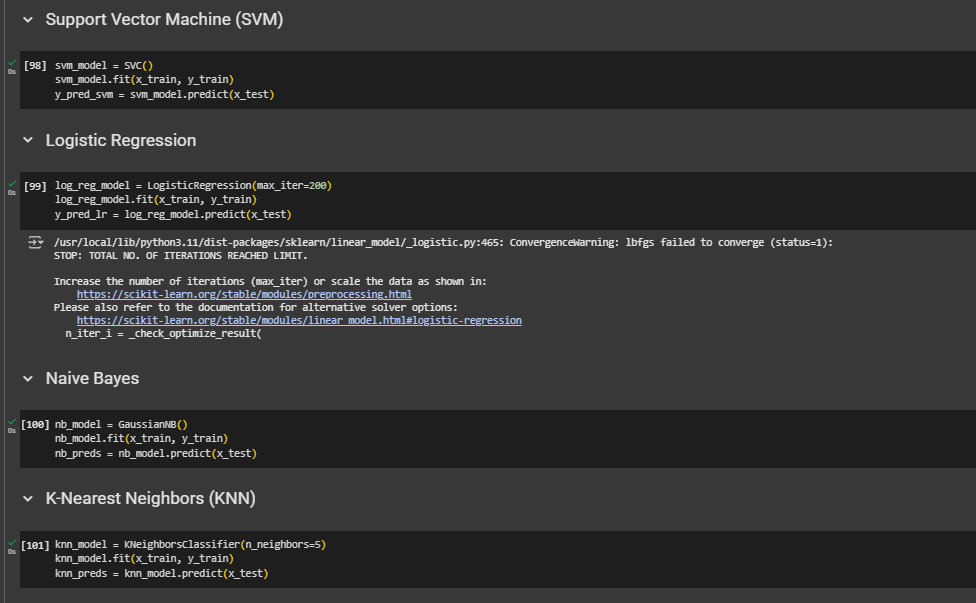 Support Vector Machine (SVM)
0s
[98] svm_model = SVC()
svm_model.fit(x_train, y_train)
y_pred_svm = svm_model.predict(x_test)
Logistic Regression
0s
[99] log_reg_model = LogisticRegression(max_iter=200)
log_reg_model.fit(x_train, y_train)
y_pred_lr = log_reg_model.predict(x_test)
/usr/local/lib/python3.11/dist-packages/sklearn/linear_model/_logistic.py:465: ConvergenceWarning: lbfgs failed to converge (status=1):
STOP: TOTAL NO. OF ITERATIONS REACHED LIMIT.
Increase the number of iterations (max_iter) or scale the data as shown in:
https://scikit-learn.org/stable/modules/preprocessing.html
Please also refer to the documentation for alternative solver options:
https://scikit-learn.org/stable/modules/linear_model.html#logistic-regression
n_iter_i = _check_optimize_result(
Naive Bayes
0s
[100] nb_model = GaussianNB()
nb_model.fit(x_train, y_train)
nb_preds = nb_model.predict(x_test)
K-Nearest Neighbors (KNN)
0s
[101] knn_model = KNeighborsClassifier(n_neighbors=5)
knn_model.fit(x_train, y_train)
knn_preds = knn_model.predict(x_test)